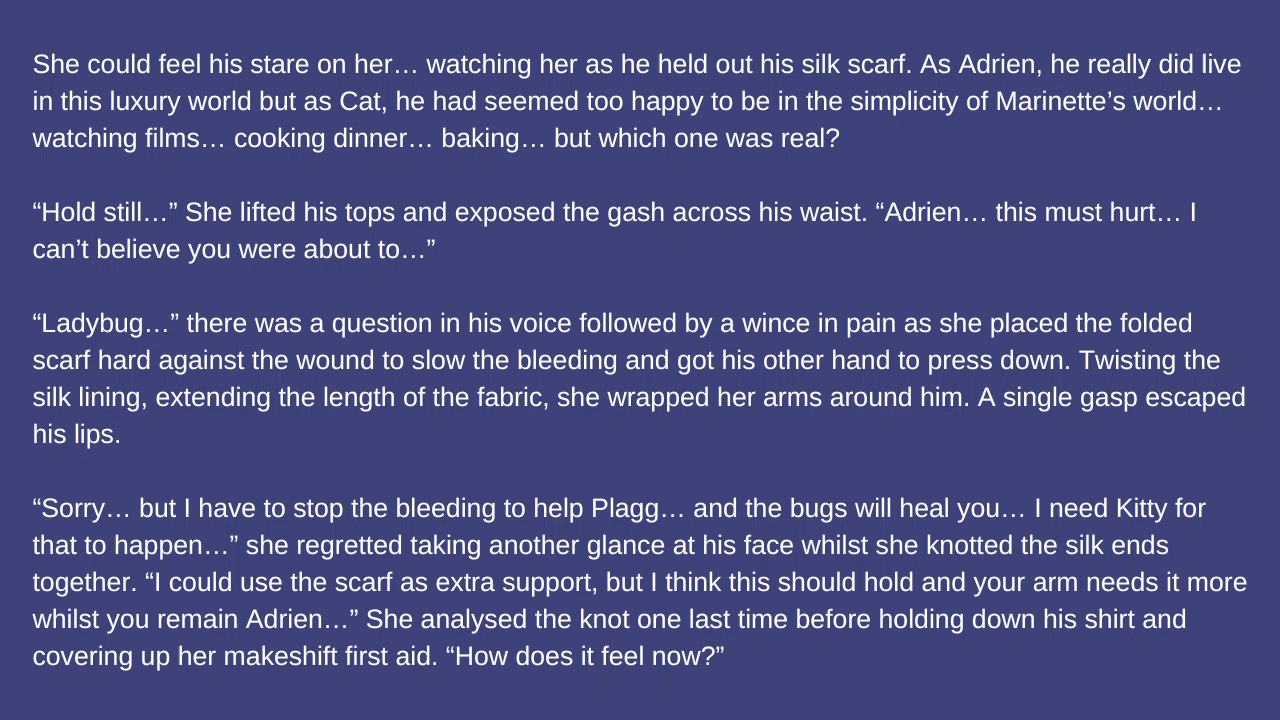 She could feel his stare on her… watching her as he held out his silk scarf. As Adrien, he really did live
in this luxury world but as Cat, he had seemed too happy to be in the simplicity of Marinette’s world…
watching films… cooking dinner… baking… but which one was real?
“Hold still…” She lifted his tops and exposed the gash across his waist. “Adrien… this must hurt… I
can’t believe you were about to…”
“Ladybug…” there was a question in his voice followed by a wince in pain as she placed the folded
scarf hard against the wound to slow the bleeding and got his other hand to press down. Twisting the
silk lining, extending the length of the fabric, she wrapped her arms around him. A single gasp escaped
his lips.
“Sorry… but I have to stop the bleeding to help Plagg… and the bugs will heal you… I need Kitty for
that to happen…” she regretted taking another glance at his face whilst she knotted the silk ends
together. “I could use the scarf as extra support, but I think this should hold and your arm needs it more
whilst you remain Adrien…” She analysed the knot one last time before holding down his shirt and
covering up her makeshift first aid. “How does it feel now?”